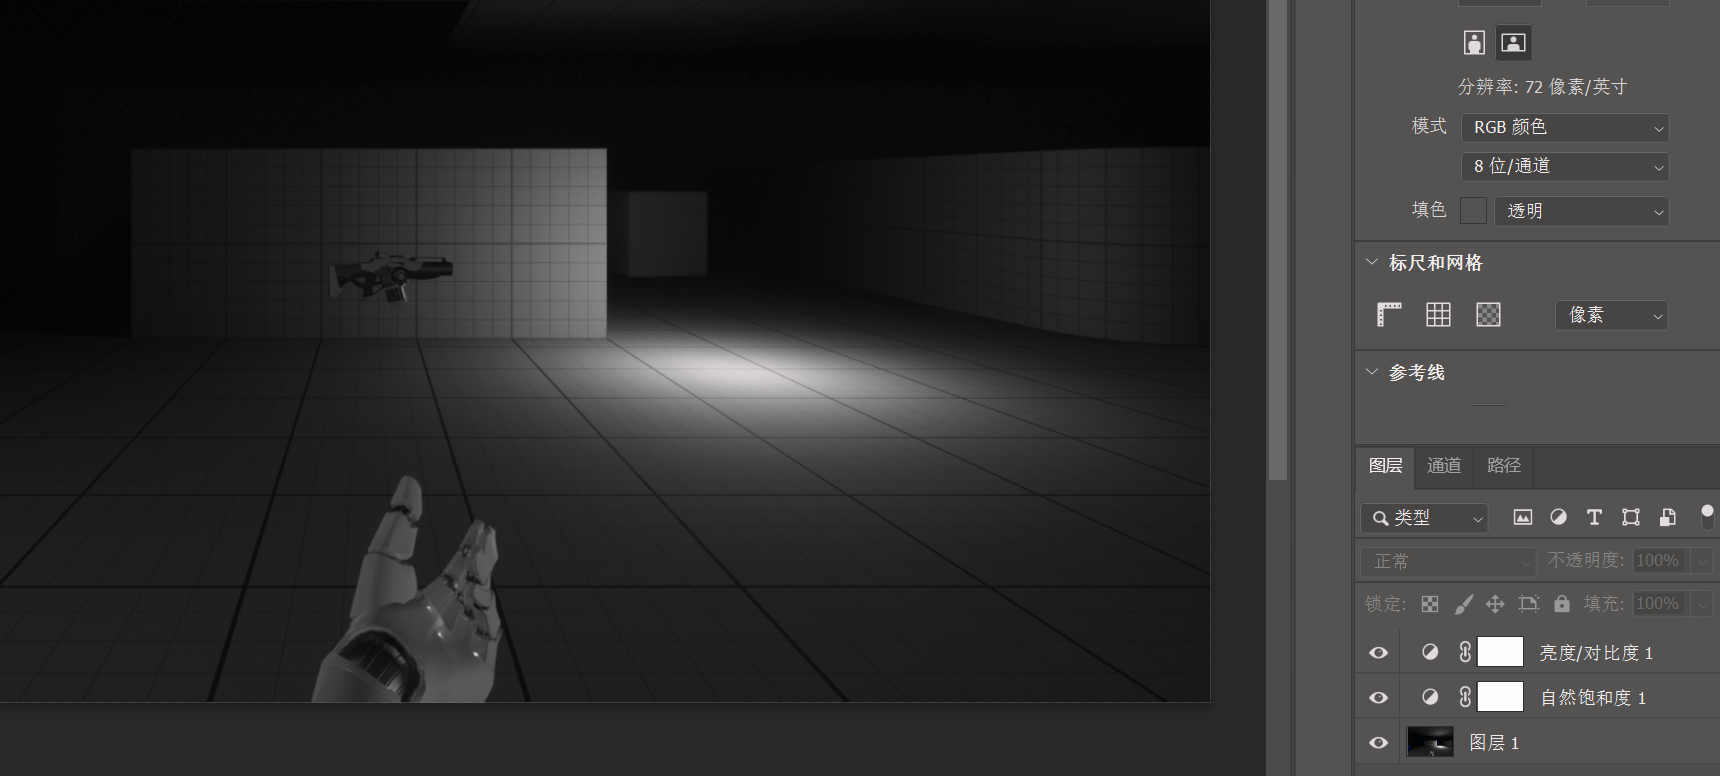 分辨率: 72 像素/英寸
模式 RGB 颜色
8 位/通道
填色 透明
标尺和网格
像素
参考线
图层 通道 路径
类型
正常 不透明度: 100%
锁定: 填充: 100%
亮度/对比度 1
自然饱和度 1
图层 1